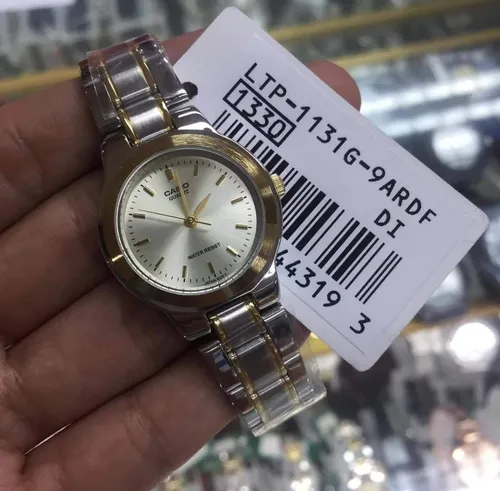 LTP-1131G-9ARDF
1330
DI
44319 3
CASIO
QUARTZ
WATER RESIST